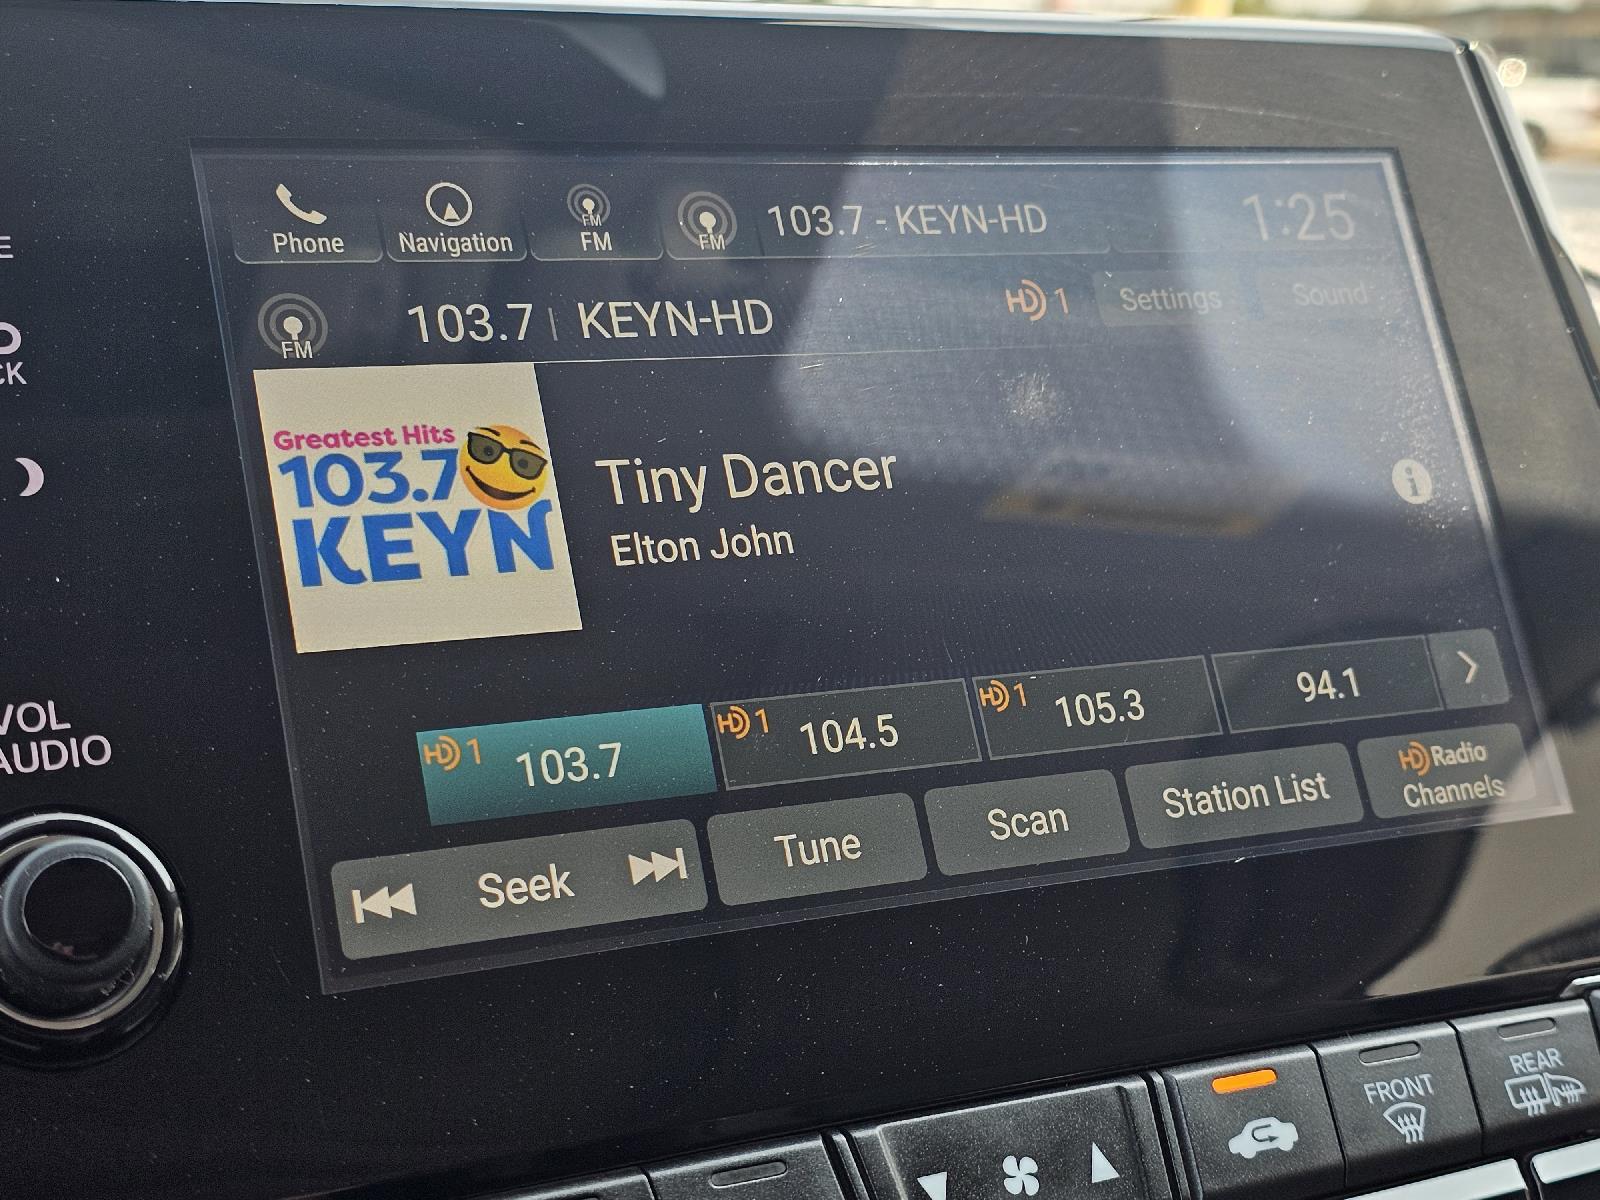 Phone
Navigation
FM
FM
FM
103.7 - KEYN-HD
1:25
FM
103.7 | KEYN-HD
HD 1
Settings
Sound
Greatest Hits
103.7
KEYN
Tiny Dancer
Elton John
i
HD 1 103.7
HD 1 104.5
HD 1 105.3
94.1
Seek
Tune
Scan
Station List
HD Radio
Channels
CK
VOL
AUDIO
FRONT
REAR